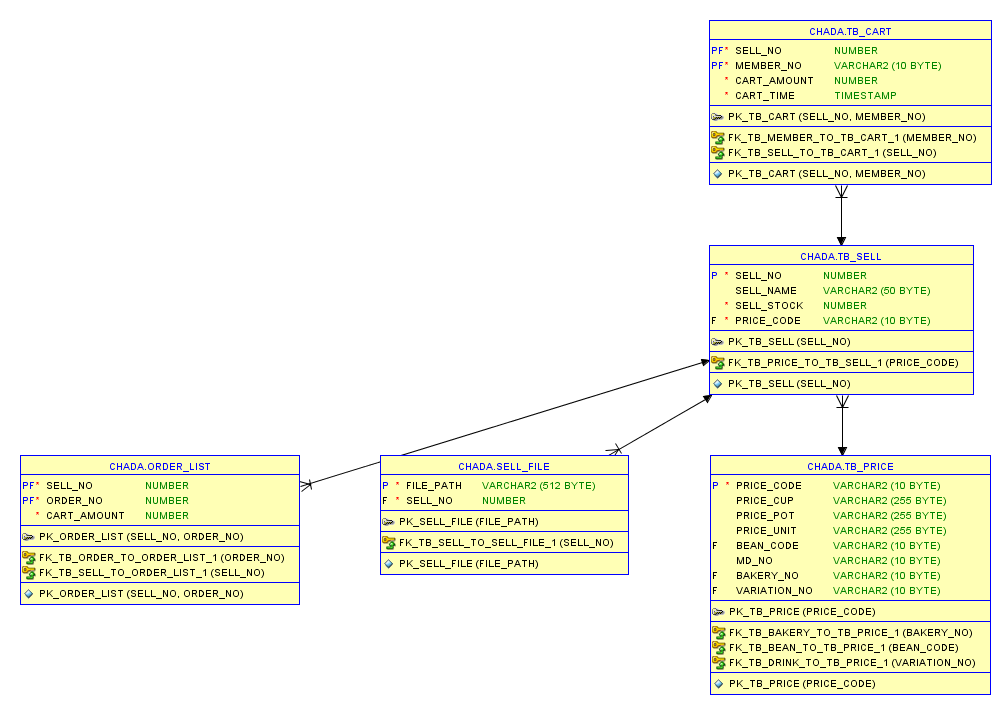 CHADA.TB_CART
PF* SELL_NO NUMBER
PF* MEMBER_NO VARCHAR2 (10 BYTE)
* CART_AMOUNT NUMBER
* CART_TIME TIMESTAMP
PK_TB_CART (SELL_NO, MEMBER_NO)
FK_TB_MEMBER_TO_TB_CART_1 (MEMBER_NO)
FK_TB_SELL_TO_TB_CART_1 (SELL_NO)
PK_TB_CART (SELL_NO, MEMBER_NO)
CHADA.TB_SELL
P * SELL_NO NUMBER
SELL_NAME VARCHAR2 (50 BYTE)
* SELL_STOCK NUMBER
F * PRICE_CODE VARCHAR2 (10 BYTE)
PK_TB_SELL (SELL_NO)
FK_TB_PRICE_TO_TB_SELL_1 (PRICE_CODE)
PK_TB_SELL (SELL_NO)
CHADA.ORDER_LIST
PF* SELL_NO NUMBER
PF* ORDER_NO NUMBER
* CART_AMOUNT NUMBER
PK_ORDER_LIST (SELL_NO, ORDER_NO)
FK_TB_ORDER_TO_ORDER_LIST_1 (ORDER_NO)
FK_TB_SELL_TO_ORDER_LIST_1 (SELL_NO)
PK_ORDER_LIST (SELL_NO, ORDER_NO)
CHADA.SELL_FILE
P * FILE_PATH VARCHAR2 (512 BYTE)
F * SELL_NO NUMBER
PK_SELL_FILE (FILE_PATH)
FK_TB_SELL_TO_SELL_FILE_1 (SELL_NO)
PK_SELL_FILE (FILE_PATH)
CHADA.TB_PRICE
P * PRICE_CODE VARCHAR2 (10 BYTE)
PRICE_CUP VARCHAR2 (255 BYTE)
PRICE_POT VARCHAR2 (255 BYTE)
PRICE_UNIT VARCHAR2 (255 BYTE)
F BEAN_CODE VARCHAR2 (10 BYTE)
MD_NO VARCHAR2 (10 BYTE)
F BAKERY_NO VARCHAR2 (10 BYTE)
F VARIATION_NO VARCHAR2 (10 BYTE)
PK_TB_PRICE (PRICE_CODE)
FK_TB_BAKERY_TO_TB_PRICE_1 (BAKERY_NO)
FK_TB_BEAN_TO_TB_PRICE_1 (BEAN_CODE)
FK_TB_DRINK_TO_TB_PRICE_1 (VARIATION_NO)
PK_TB_PRICE (PRICE_CODE)